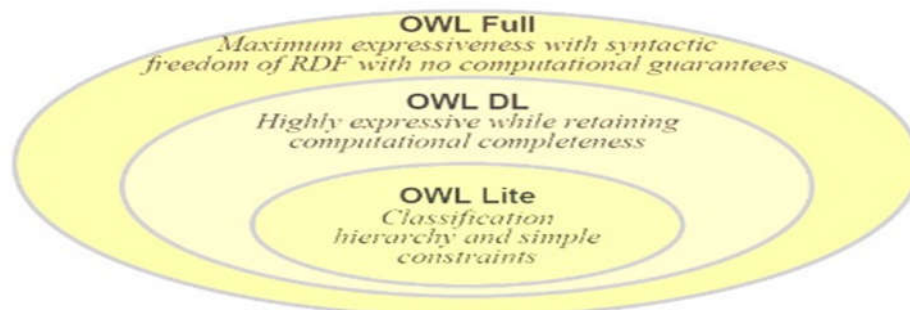 OWL Full
Maximum expressiveness with syntactic
freedom of RDF with no computational guarantees
OWL DL
Highly expressive while retaining
computational completeness
OWL Lite
Classification
hierarchy and simple
constraints